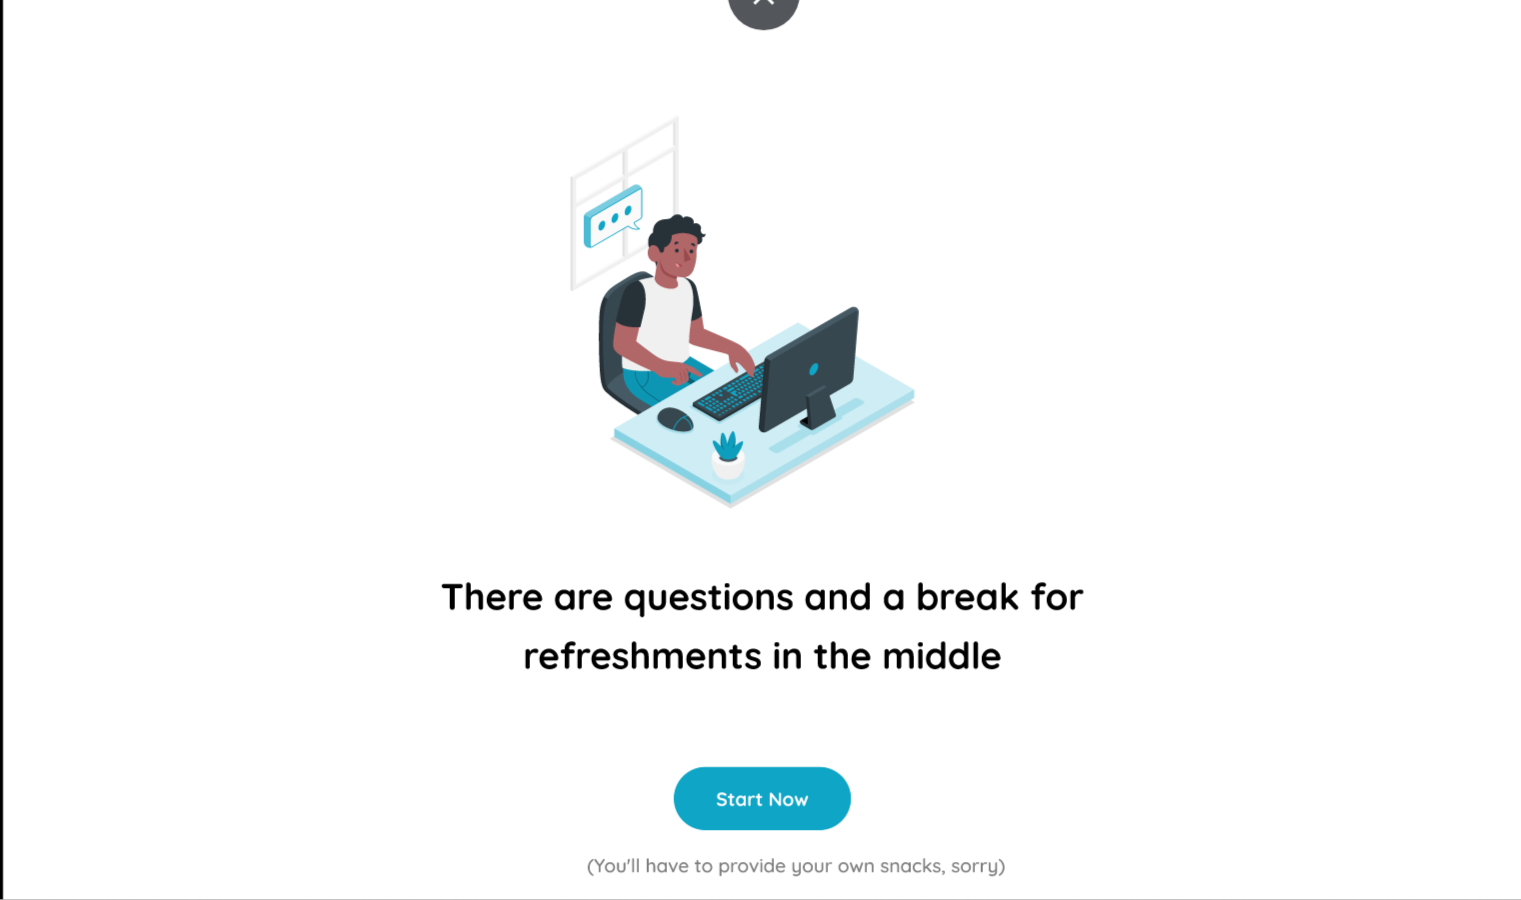 There are questions and a break for
refreshments in the middle
Start Now
(You'll have to provide your own snacks, sorry)